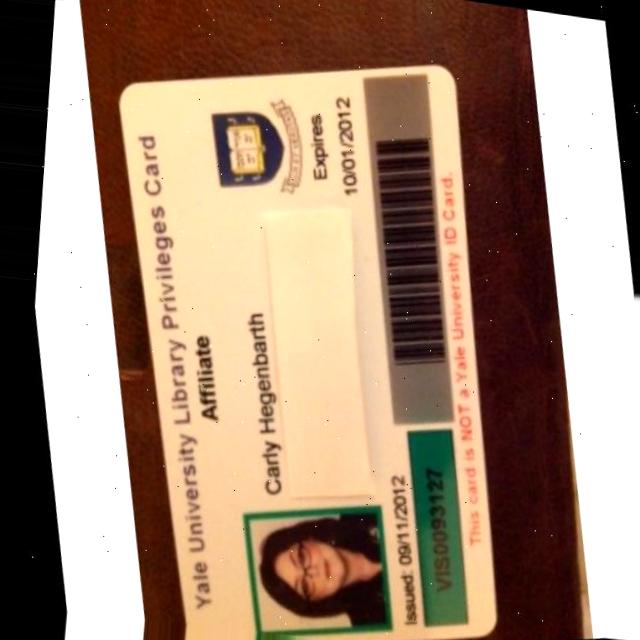 Yale University Library Privileges Card
Affiliate
Carly Hegenbarth
Expires
10/01/2012
Issued: 09/11/2012
VIS0093127
This card is NOT a Yale University ID Card.